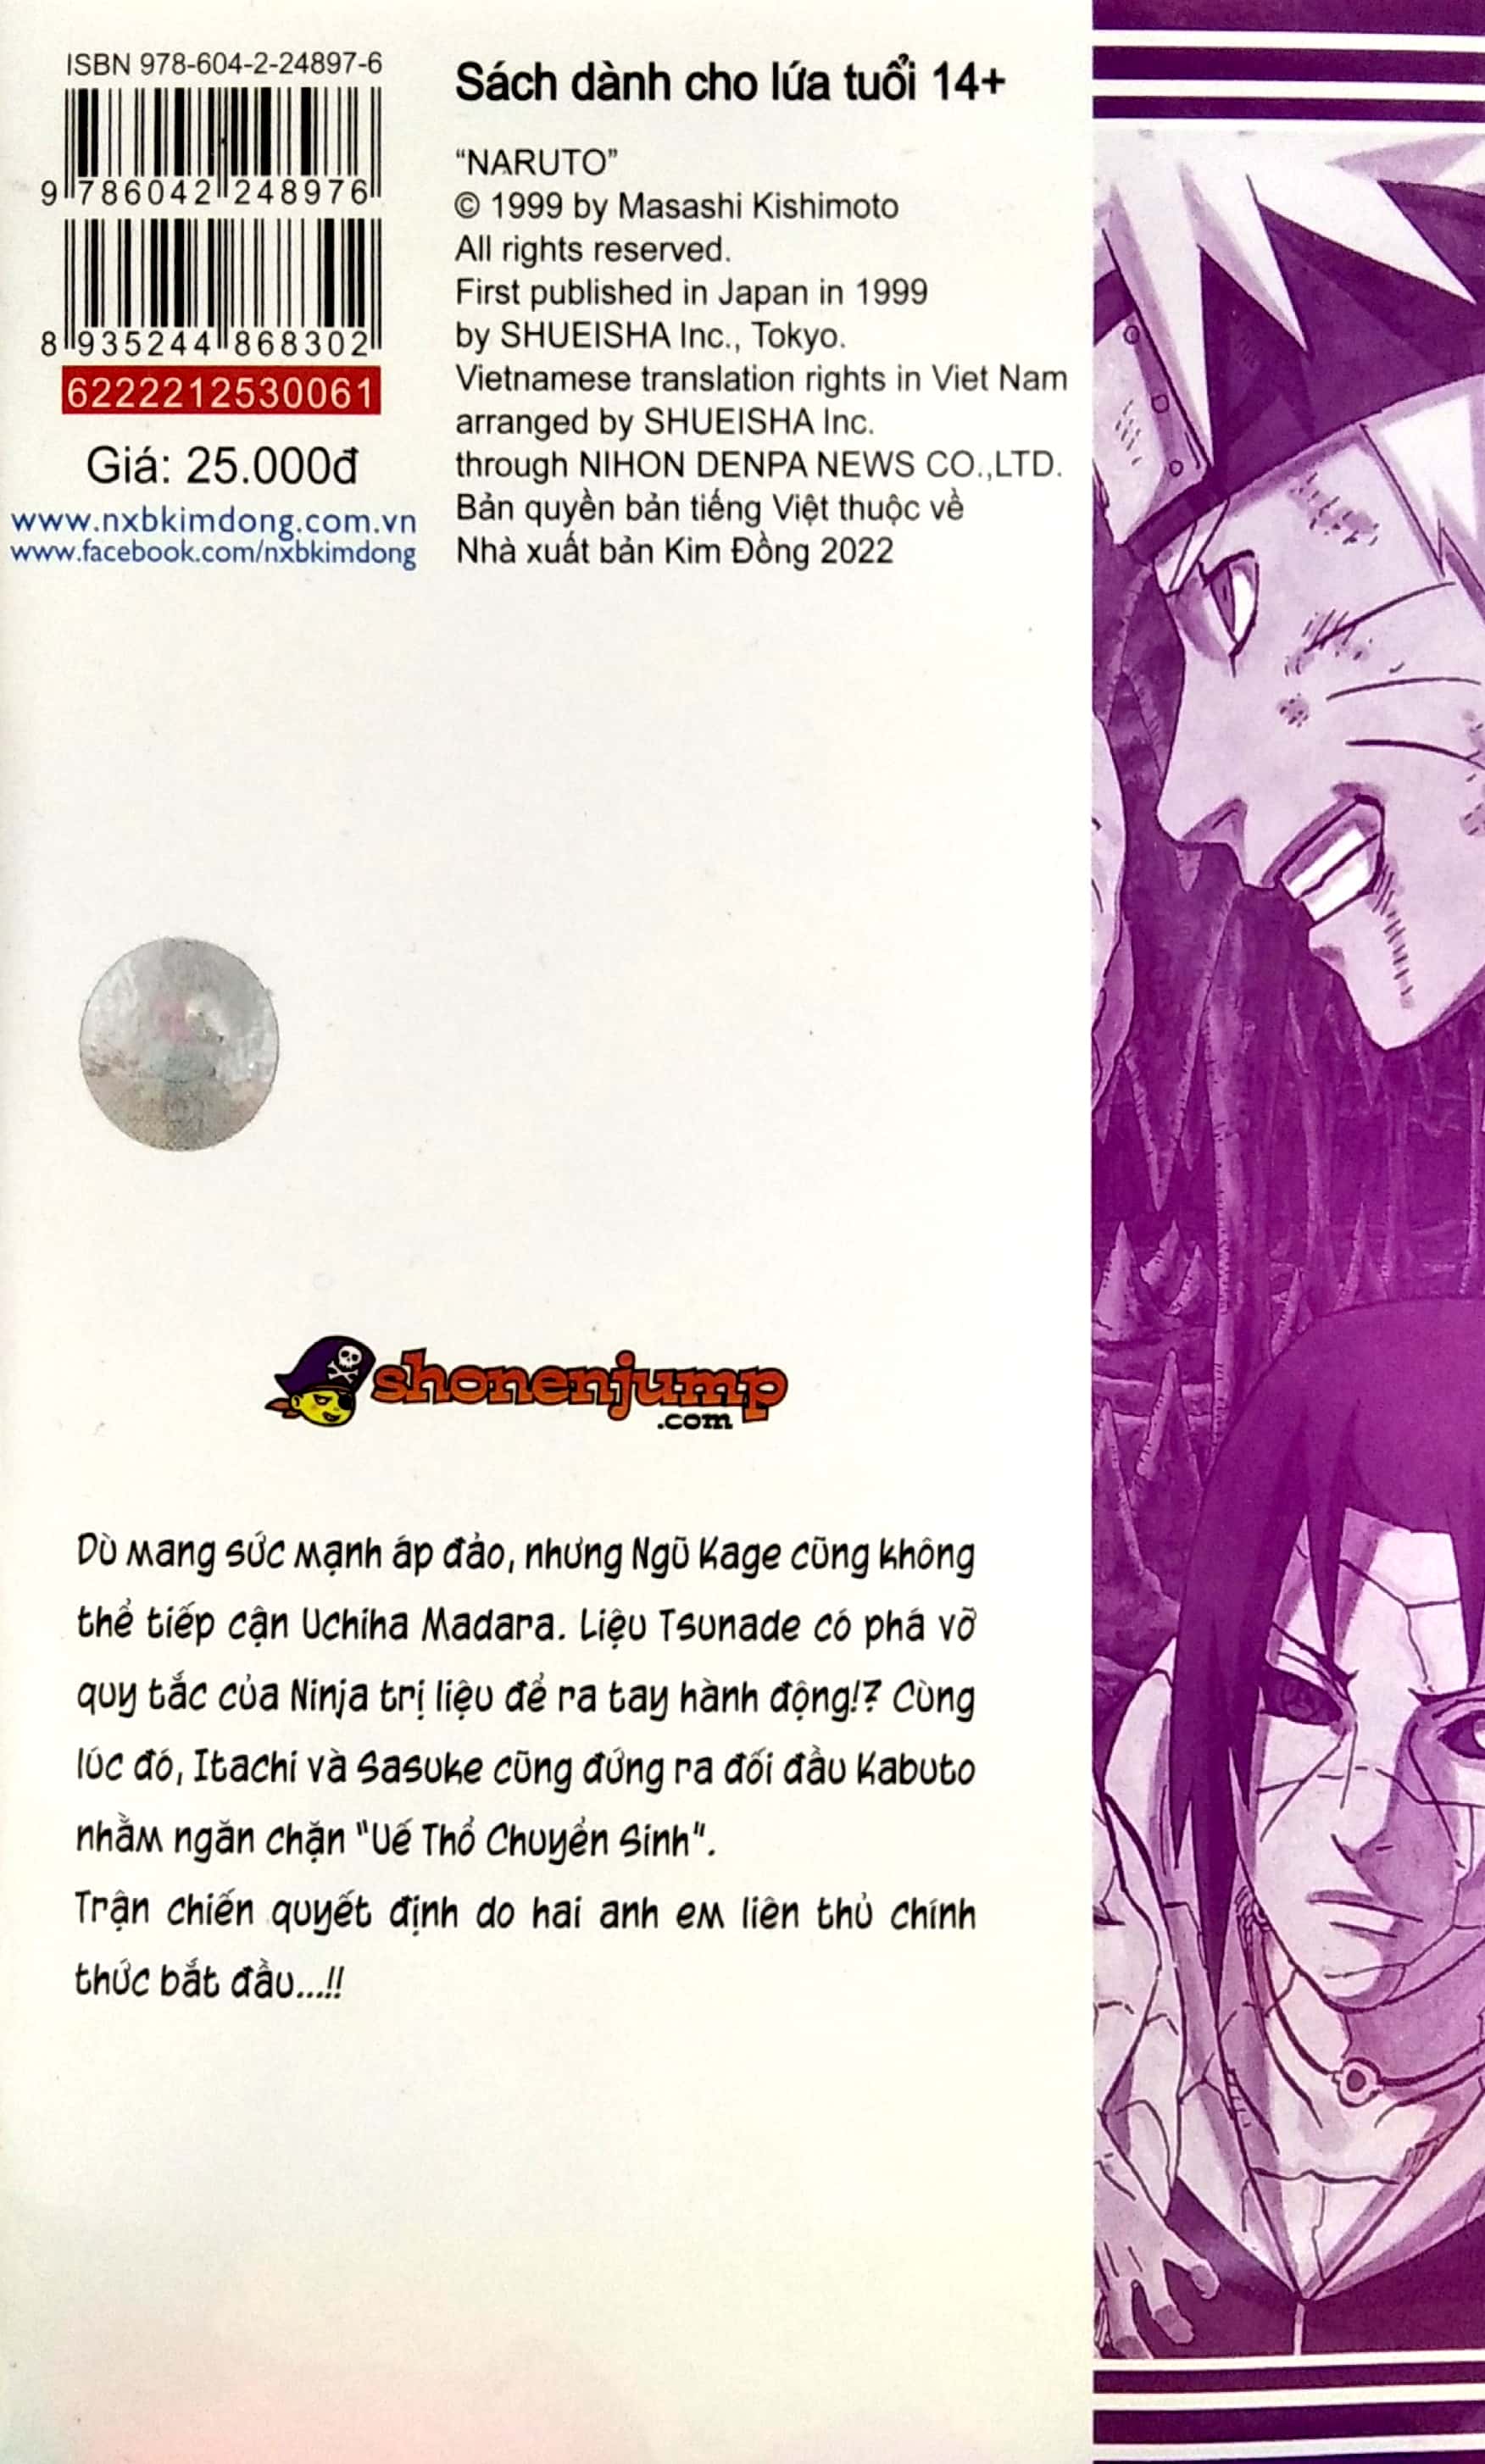 ISBN 978-604-2-24897-6
9 786042 248976
8 935244 868302
6222212530061
Giá: 25.000đ
www.nxbkimdong.com.vn
www.facebook.com/nxbkimdong
Sách dành cho lứa tuổi 14+
“NARUTO”
© 1999 by Masashi Kishimoto
All rights reserved.
First published in Japan in 1999
by SHUEISHA Inc., Tokyo.
Vietnamese translation rights in Viet Nam
arranged by SHUEISHA Inc.
through NIHON DENPA NEWS CO.,LTD.
Bản quyền bản tiếng Việt thuộc về
Nhà xuất bản Kim Đồng 2022
shonenjump
.com
Dù mang sức mạnh áp đảo, nhưng Ngũ Kage cũng không
thể tiếp cận Uchiha Madara. Liệu Tsunade có phá vỡ
quy tắc của Ninja trị liệu để ra tay hành động!? Cùng
lúc đó, Itachi và Sasuke cũng đứng ra đối đầu Kabuto
nhằm ngăn chặn "Uế Thổ Chuyển Sinh".
Trận chiến quyết định do hai anh em liên thủ chính
thức bắt đầu...!!